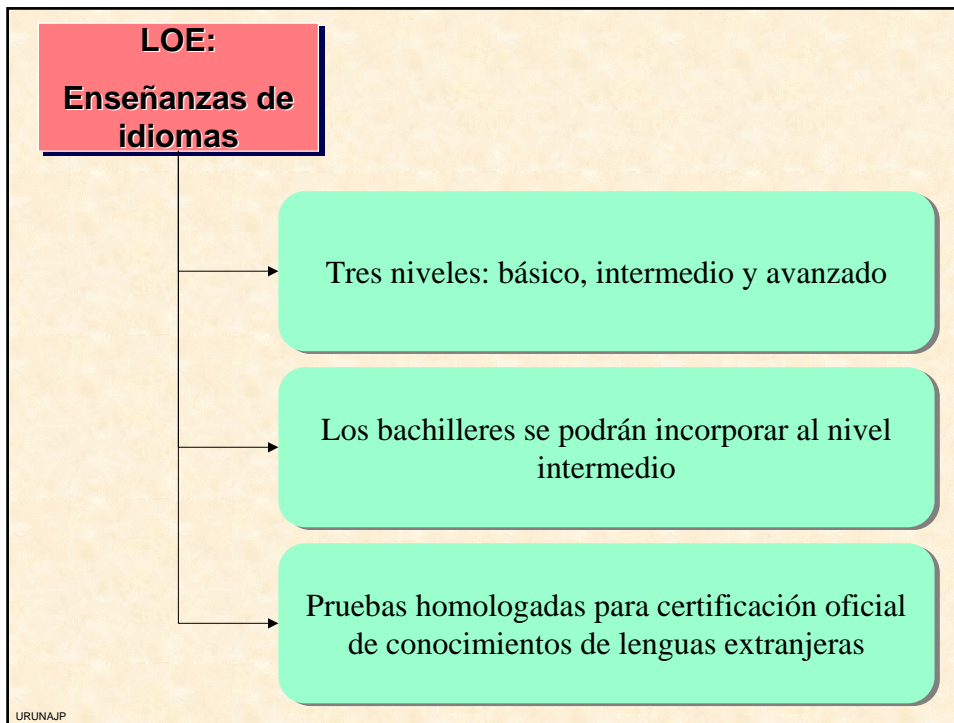 LOE:
Enseñanzas de
idiomas
Tres niveles: básico, intermedio y avanzado
Los bachilleres se podrán incorporar al nivel
intermedio
Pruebas homologadas para certificación oficial
de conocimientos de lenguas extranjeras
URUNAJP